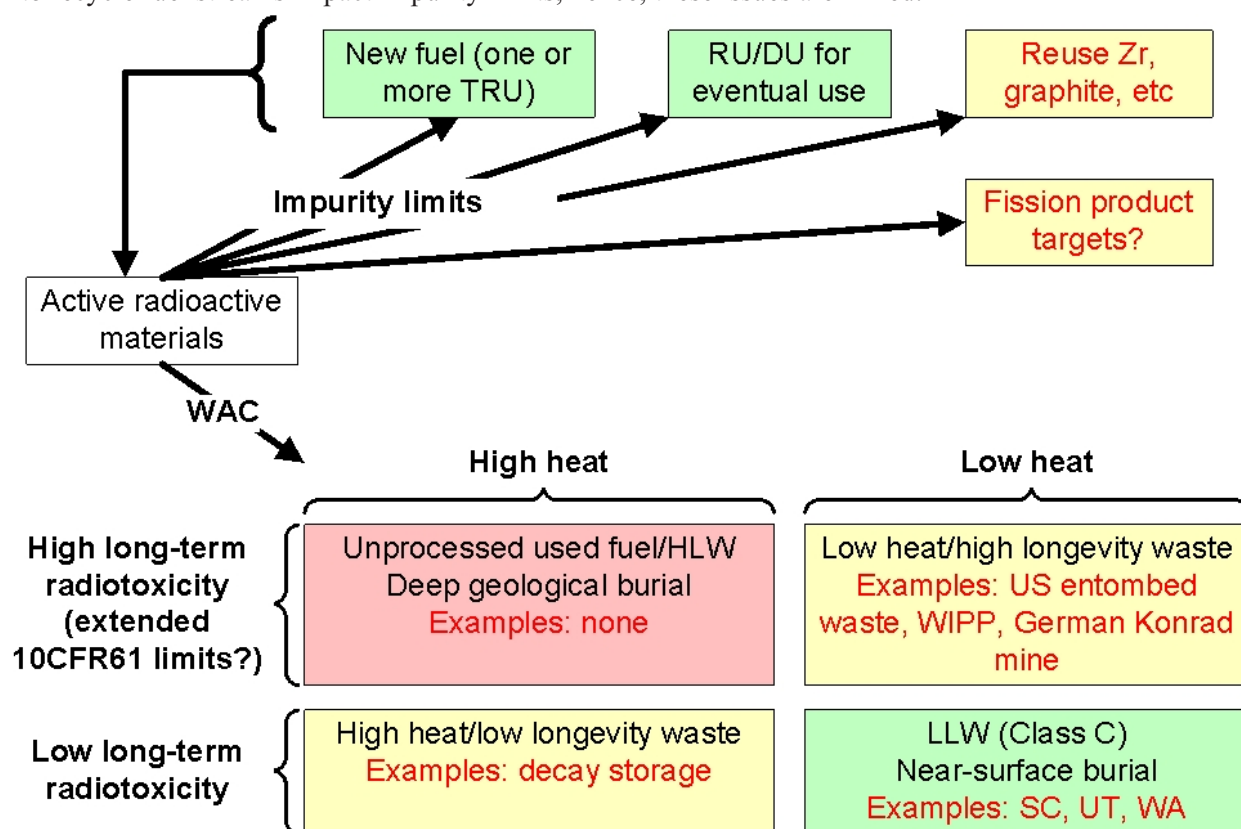 New fuel (one or
more TRU)
RU/DU for
eventual use
Reuse Zr,
graphite, etc
Impurity limits
Fission product
targets?
Active radioactive
materials
WAC
High heat
Low heat
High long-term
radiotoxicity
(extended
10CFR61 limits?)
Unprocessed used fuel/HLW
Deep geological burial
Examples: none
Low heat/high longevity waste
Examples: US entombed
waste, WIPP, German Konrad
mine
Low long-term
radiotoxicity
High heat/low longevity waste
Examples: decay storage
LLW (Class C)
Near-surface burial
Examples: SC, UT, WA